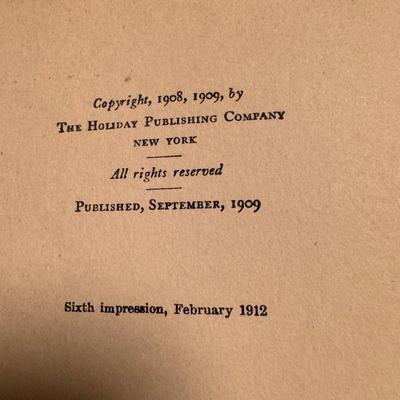 Copyright, 1908, 1909, by
THE HOLIDAY PUBLISHING COMPANY
NEW YORK
All rights reserved
PUBLISHED, SEPTEMBER, 1909
Sixth impression, February 1912